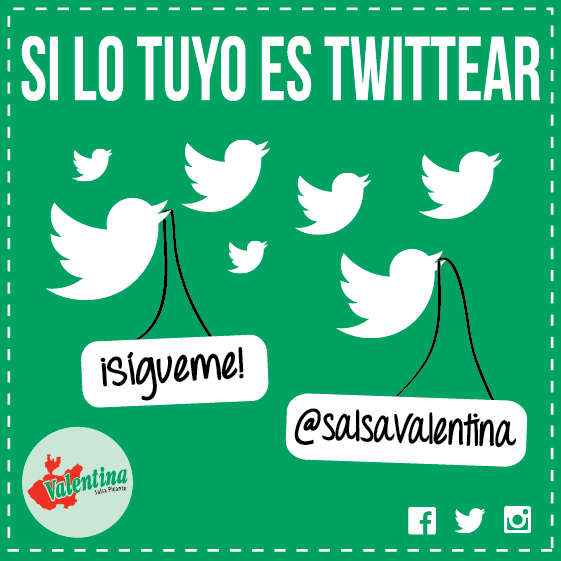 SI LO TUYO ES TWITTEAR
¡sígueme!
@salsavalentina
Valentina
Salsa Picante